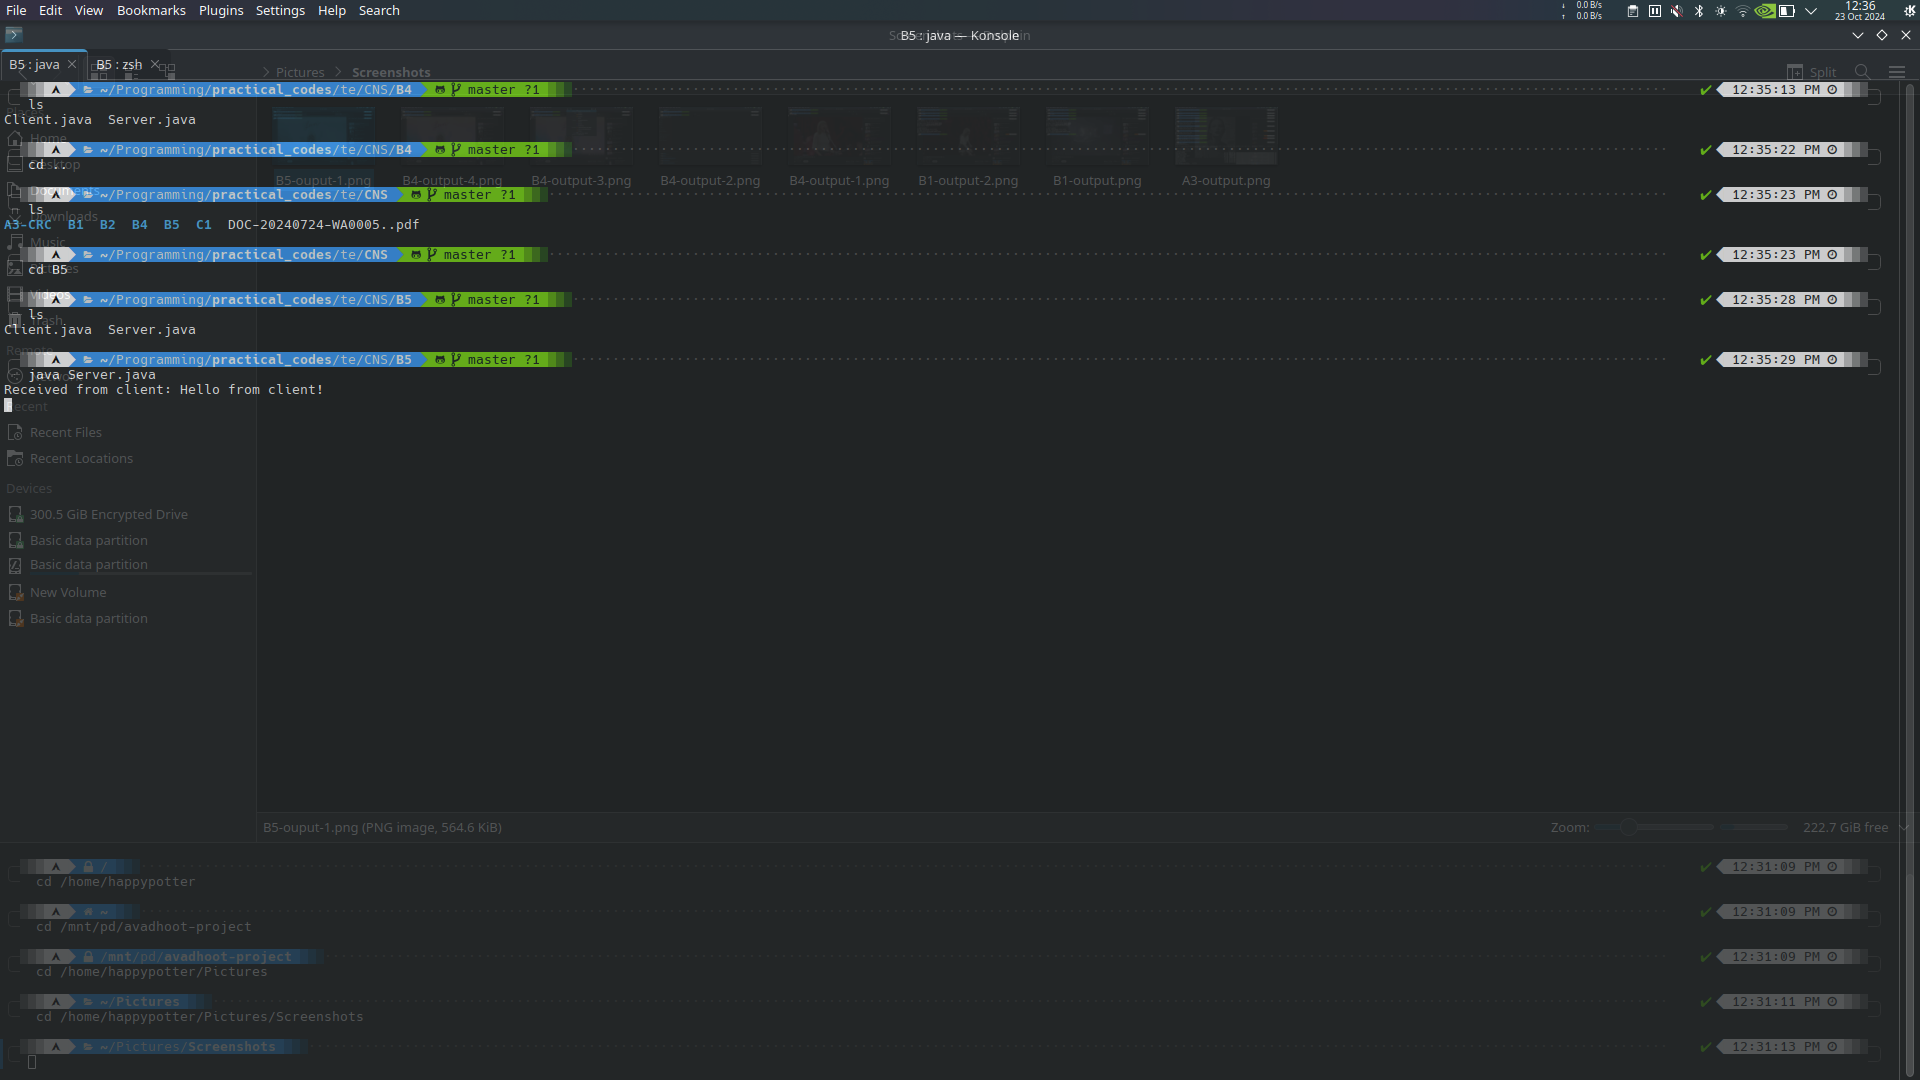 File Edit View Bookmarks Plugins Settings Help Search
0.0 B/s
0.0 B/s
12:36
23 Oct 2024
B5 : java — Konsole
B5 : java
B5 : zsh
Pictures Screenshots
Split
~/Programming/practical_codes/te/CNS/B4 master ?1 12:35:13 PM
ls
Client.java Server.java
~/Programming/practical_codes/te/CNS/B4 master ?1 12:35:22 PM
cd ..
~/Programming/practical_codes/te/CNS master ?1 12:35:23 PM
ls
A3-CRC B1 B2 B4 B5 C1 DOC-20240724-WA0005..pdf
~/Programming/practical_codes/te/CNS master ?1 12:35:23 PM
cd B5
~/Programming/practical_codes/te/CNS/B5 master ?1 12:35:28 PM
ls
Client.java Server.java
~/Programming/practical_codes/te/CNS/B5 master ?1 12:35:29 PM
java Server.java
Received from client: Hello from client!
B5-ouput-1.png B4-output-4.png B4-output-3.png B4-output-2.png B4-output-1.png B1-output-2.png B1-output.png A3-output.png
Home
Desktop
Documents
Downloads
Music
Pictures
Videos
Trash
Remote
Recent
Recent Files
Recent Locations
Devices
300.5 GiB Encrypted Drive
Basic data partition
Basic data partition
New Volume
Basic data partition
B5-ouput-1.png (PNG image, 564.6 KiB)
Zoom:
222.7 GiB free
/ 12:31:09 PM
cd /home/happypotter
~ 12:31:09 PM
cd /mnt/pd/avadhoot-project
/mnt/pd/avadhoot-project 12:31:09 PM
cd /home/happypotter/Pictures
~/Pictures 12:31:11 PM
cd /home/happypotter/Pictures/Screenshots
~/Pictures/Screenshots 12:31:13 PM